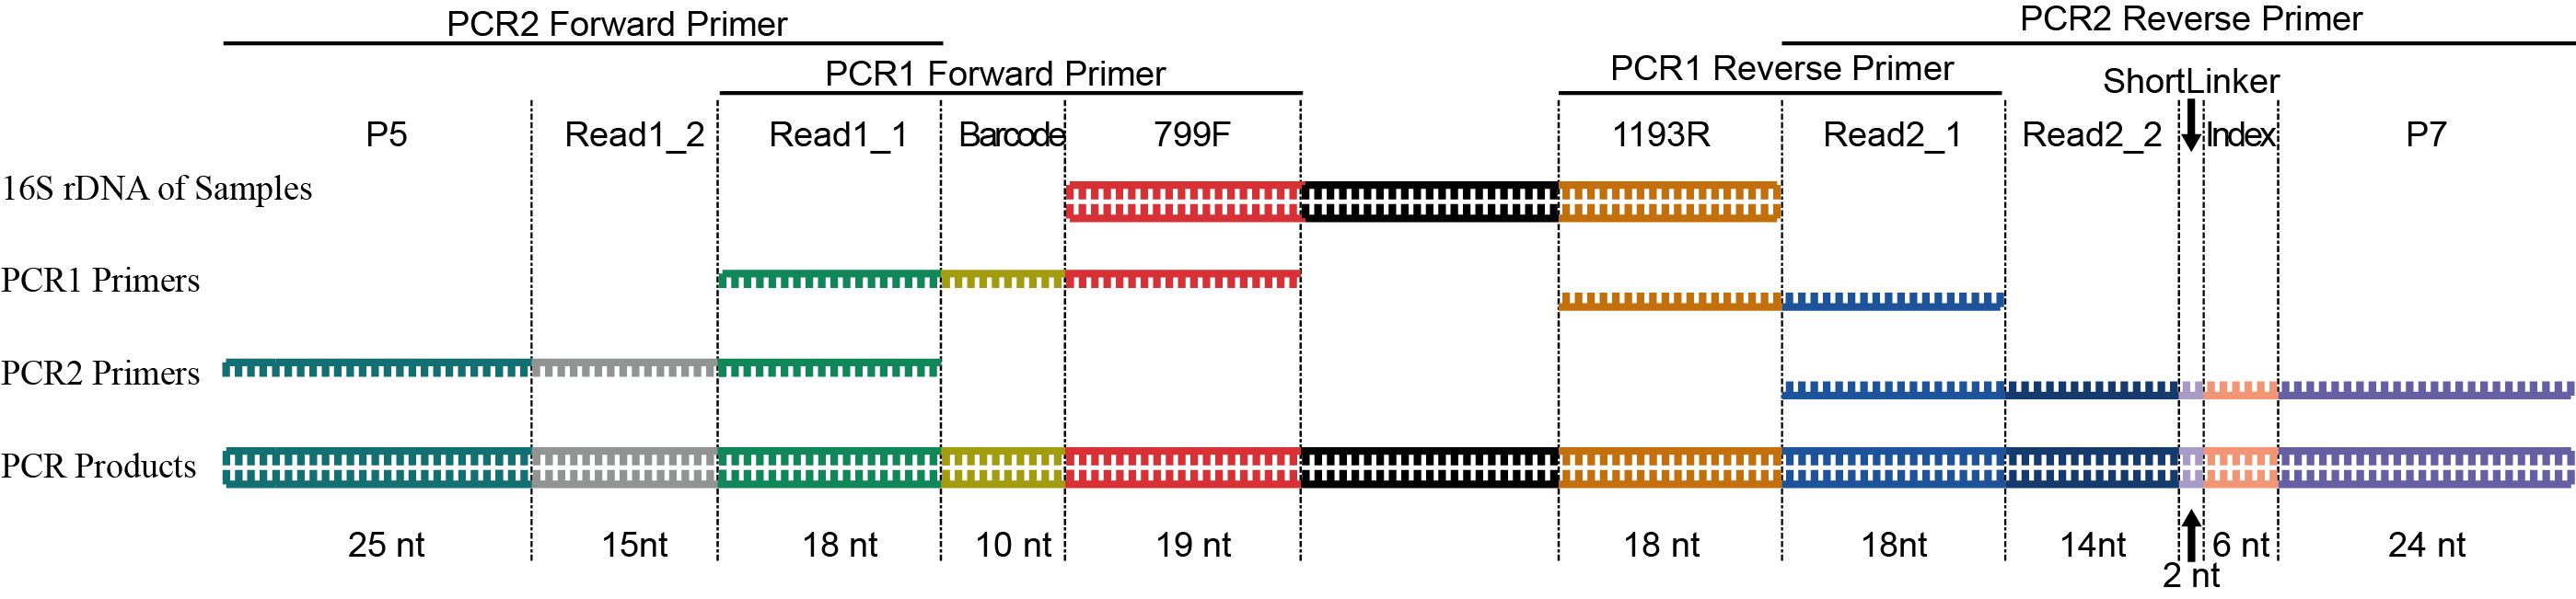 PCR2 Forward Primer
PCR2 Reverse Primer
PCR1 Forward Primer
PCR1 Reverse Primer
ShortLinker
P5 Read1_2 Read1_1 Barcode 799F 1193R Read2_1 Read2_2 Index P7
16S rDNA of Samples
PCR1 Primers
PCR2 Primers
PCR Products
25 nt 15nt 18 nt 10 nt 19 nt 18 nt 18nt 14nt 6 nt 24 nt
2 nt